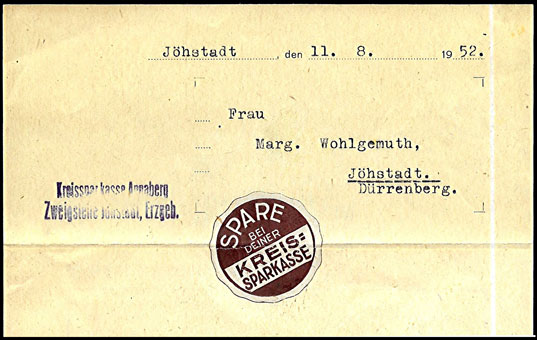 Jöhstadt, den 11. 8. 1952.
Frau
Marg. Wohlgemuth,
Jöhstadt.
Dürrenberg.
Kreissparkasse Annaberg
Zweigstelle Jöhstadt, Erzgeb.
SPARE
BEI
DEINER
KREIS=
SPARKASSE